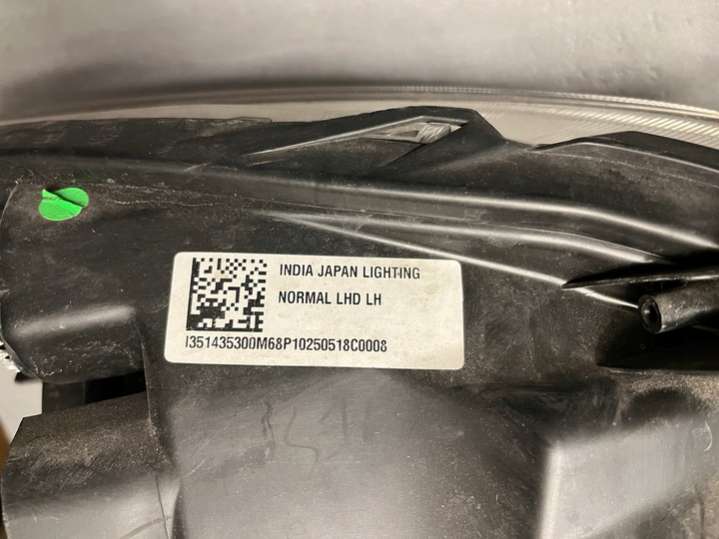 INDIA JAPAN LIGHTING
NORMAL LHD LH
I351435300M68P10250518C0008